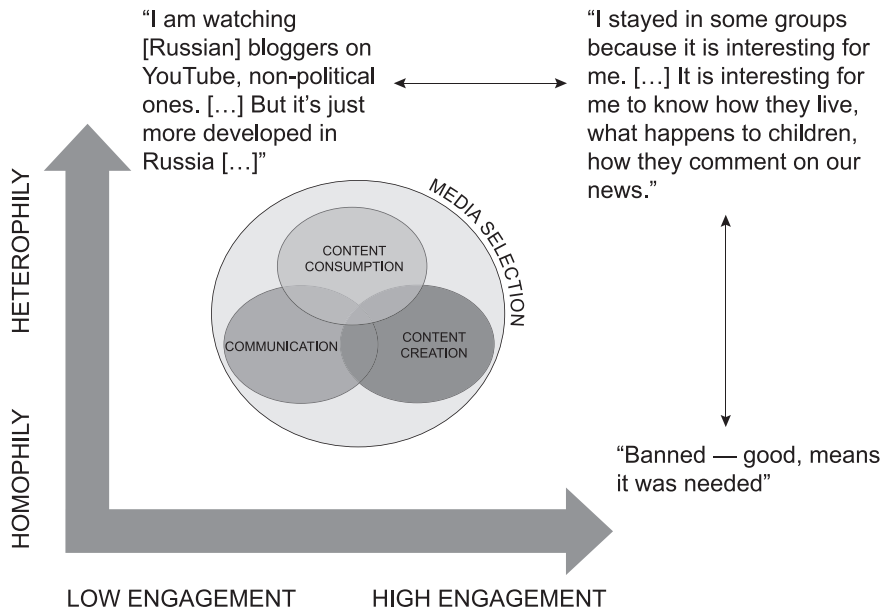 “I am watching
[Russian] bloggers on
YouTube, non-political
ones. […] But it’s just
more developed in
Russia […]”
“I stayed in some groups
because it is interesting for
me. […] It is interesting for
me to know how they live,
what happens to children,
how they comment on our
news.”
HETEROPHILY
HOMOPHILY
MEDIA SELECTION
CONTENT
CONSUMPTION
COMMUNICATION
CONTENT
CREATION
“Banned — good, means
it was needed”
LOW ENGAGEMENT
HIGH ENGAGEMENT